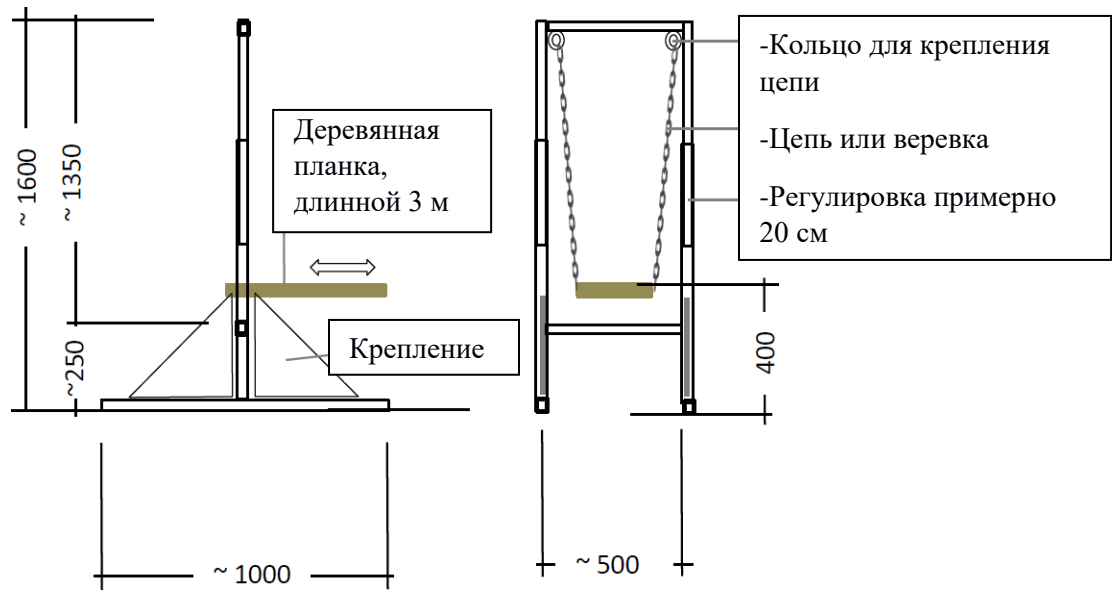 ~ 1600
~ 1350
~250
Деревянная
планка,
длинной 3 м
Крепление
~ 1000
-Кольцо для крепления
цепи
-Цепь или веревка
-Регулировка примерно
20 см
400
~ 500